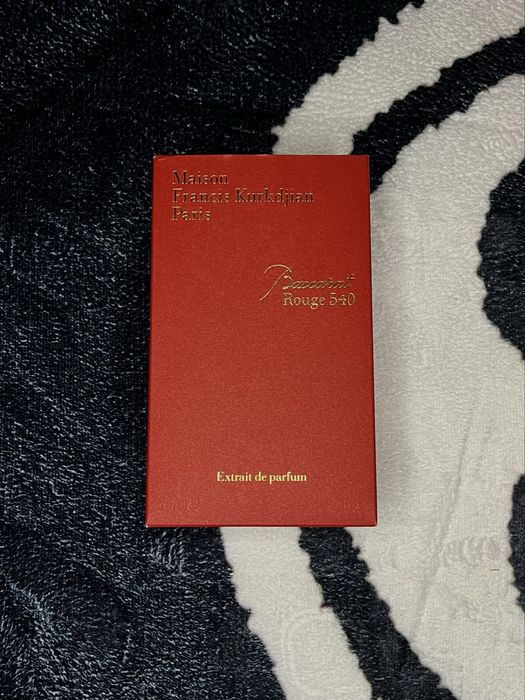 Maison
Francis Kurkdjian
Paris
Baccarat
Rouge 540
Extrait de parfum